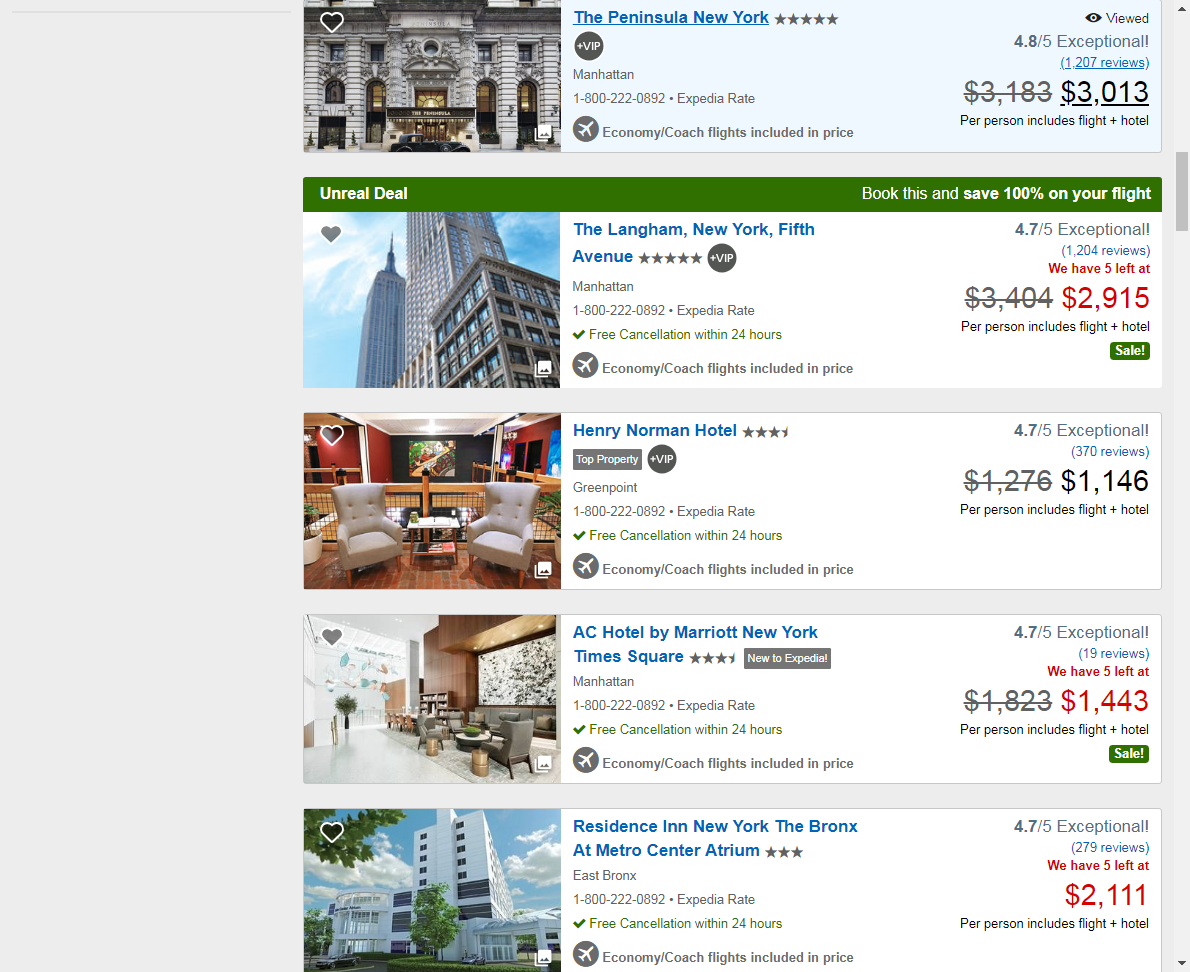 The Peninsula New York
Viewed
+VIP
4.8/5 Exceptional!
(1,207 reviews)
Manhattan
$3,183 $3,013
1-800-222-0892 • Expedia Rate
Per person includes flight + hotel
Economy/Coach flights included in price
THE PENINSULA
Unreal Deal
Book this and save 100% on your flight
The Langham, New York, Fifth
Avenue
+VIP
4.7/5 Exceptional!
(1,204 reviews)
We have 5 left at
Manhattan
$3,404 $2,915
1-800-222-0892 • Expedia Rate
Per person includes flight + hotel
Free Cancellation within 24 hours
Sale!
Economy/Coach flights included in price
Henry Norman Hotel
4.7/5 Exceptional!
Top Property +VIP
(370 reviews)
Greenpoint
$1,276 $1,146
1-800-222-0892 • Expedia Rate
Per person includes flight + hotel
Free Cancellation within 24 hours
Economy/Coach flights included in price
AC Hotel by Marriott New York
Times Square New to Expedia!
4.7/5 Exceptional!
(19 reviews)
We have 5 left at
Manhattan
$1,823 $1,443
1-800-222-0892 • Expedia Rate
Per person includes flight + hotel
Free Cancellation within 24 hours
Sale!
Economy/Coach flights included in price
Residence Inn New York The Bronx
At Metro Center Atrium
4.7/5 Exceptional!
(279 reviews)
We have 5 left at
East Bronx
$2,111
1-800-222-0892 • Expedia Rate
Per person includes flight + hotel
Free Cancellation within 24 hours
Economy/Coach flights included in price